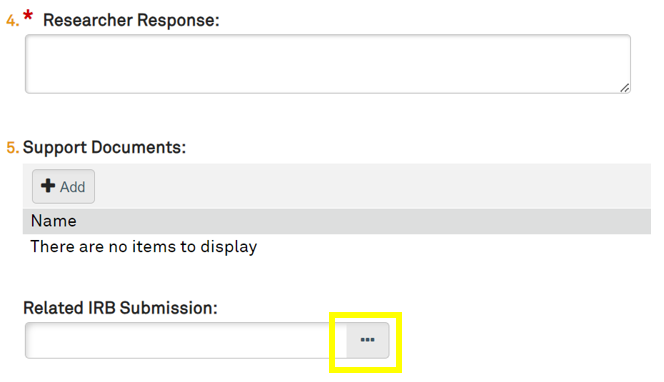 4.* Researcher Response:
5. Support Documents:
+ Add
Name
There are no items to display
Related IRB Submission:
...